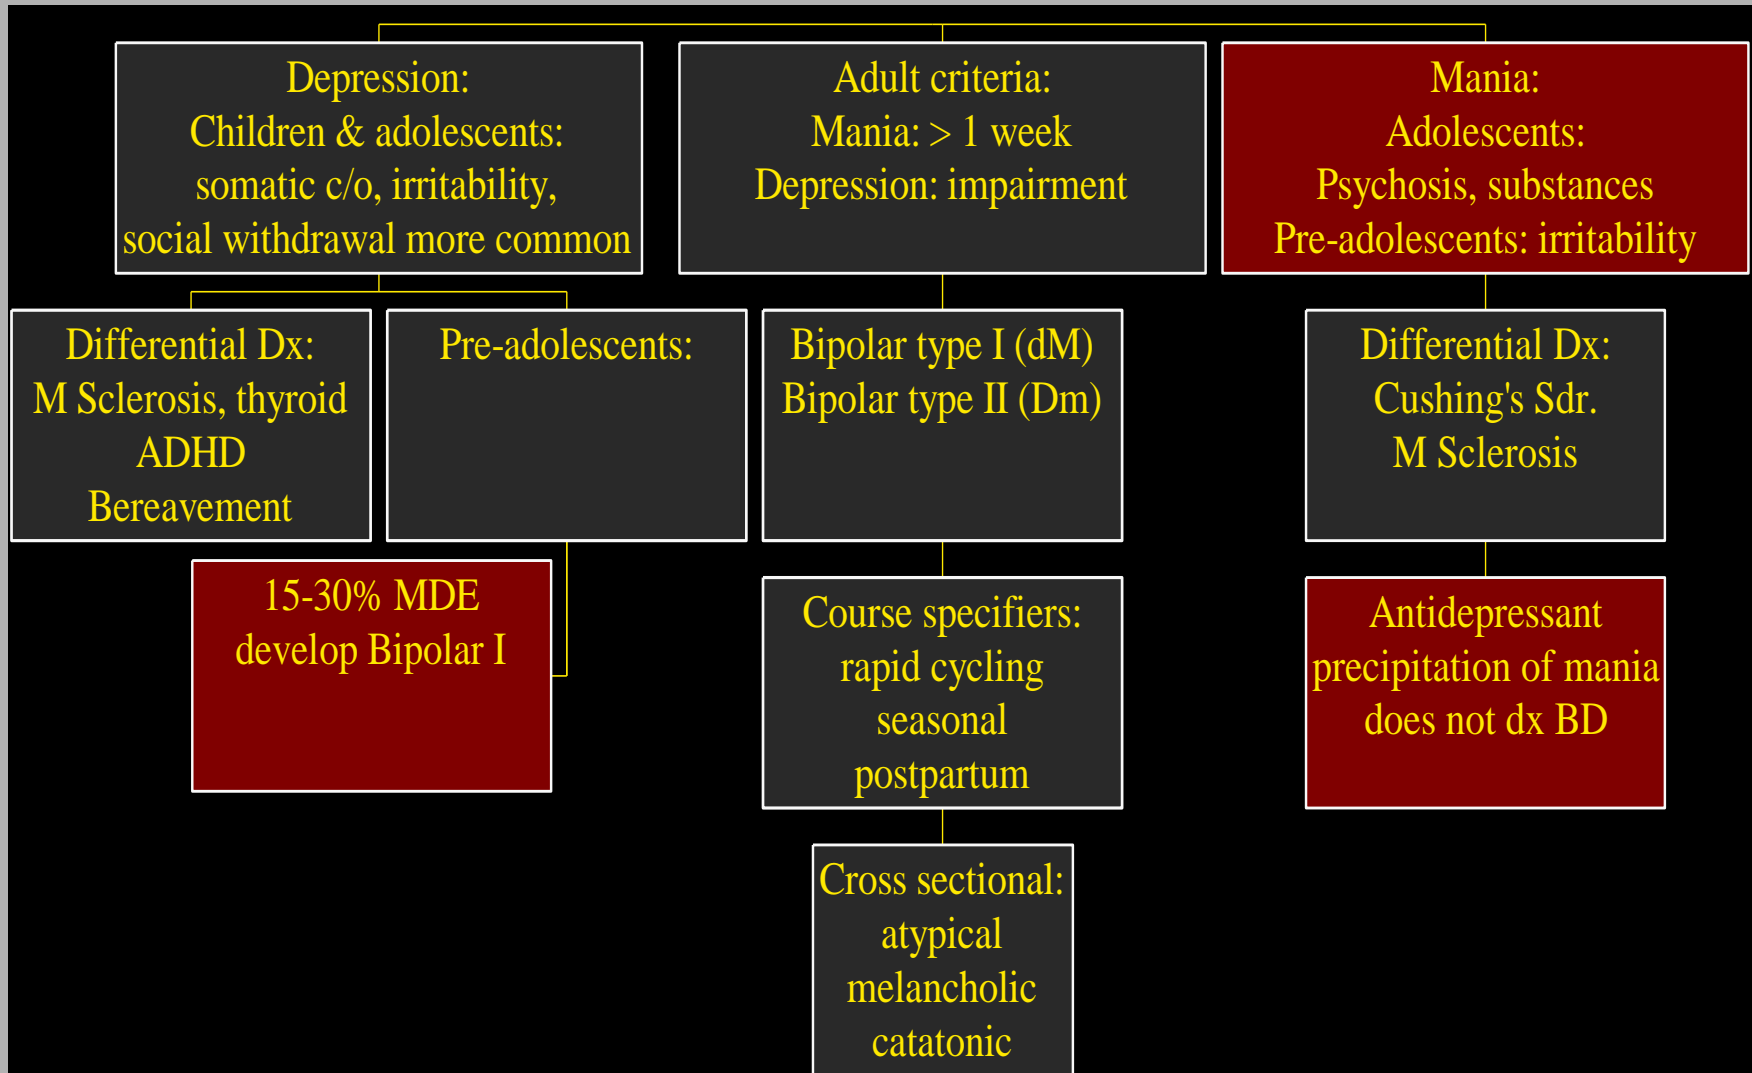 Depression:
Children & adolescents:
somatic c/o, irritability,
social withdrawal more common
Adult criteria:
Mania: > 1 week
Depression: impairment
Mania:
Adolescents:
Psychosis, substances
Pre-adolescents: irritability
Differential Dx:
M Sclerosis, thyroid
ADHD
Bereavement
Pre-adolescents:
Bipolar type I (dM)
Bipolar type II (Dm)
Differential Dx:
Cushing's Sdr.
M Sclerosis
15-30% MDE
develop Bipolar I
Course specifiers:
rapid cycling
seasonal
postpartum
Antidepressant
precipitation of mania
does not dx BD
Cross sectional:
atypical
melancholic
catatonic